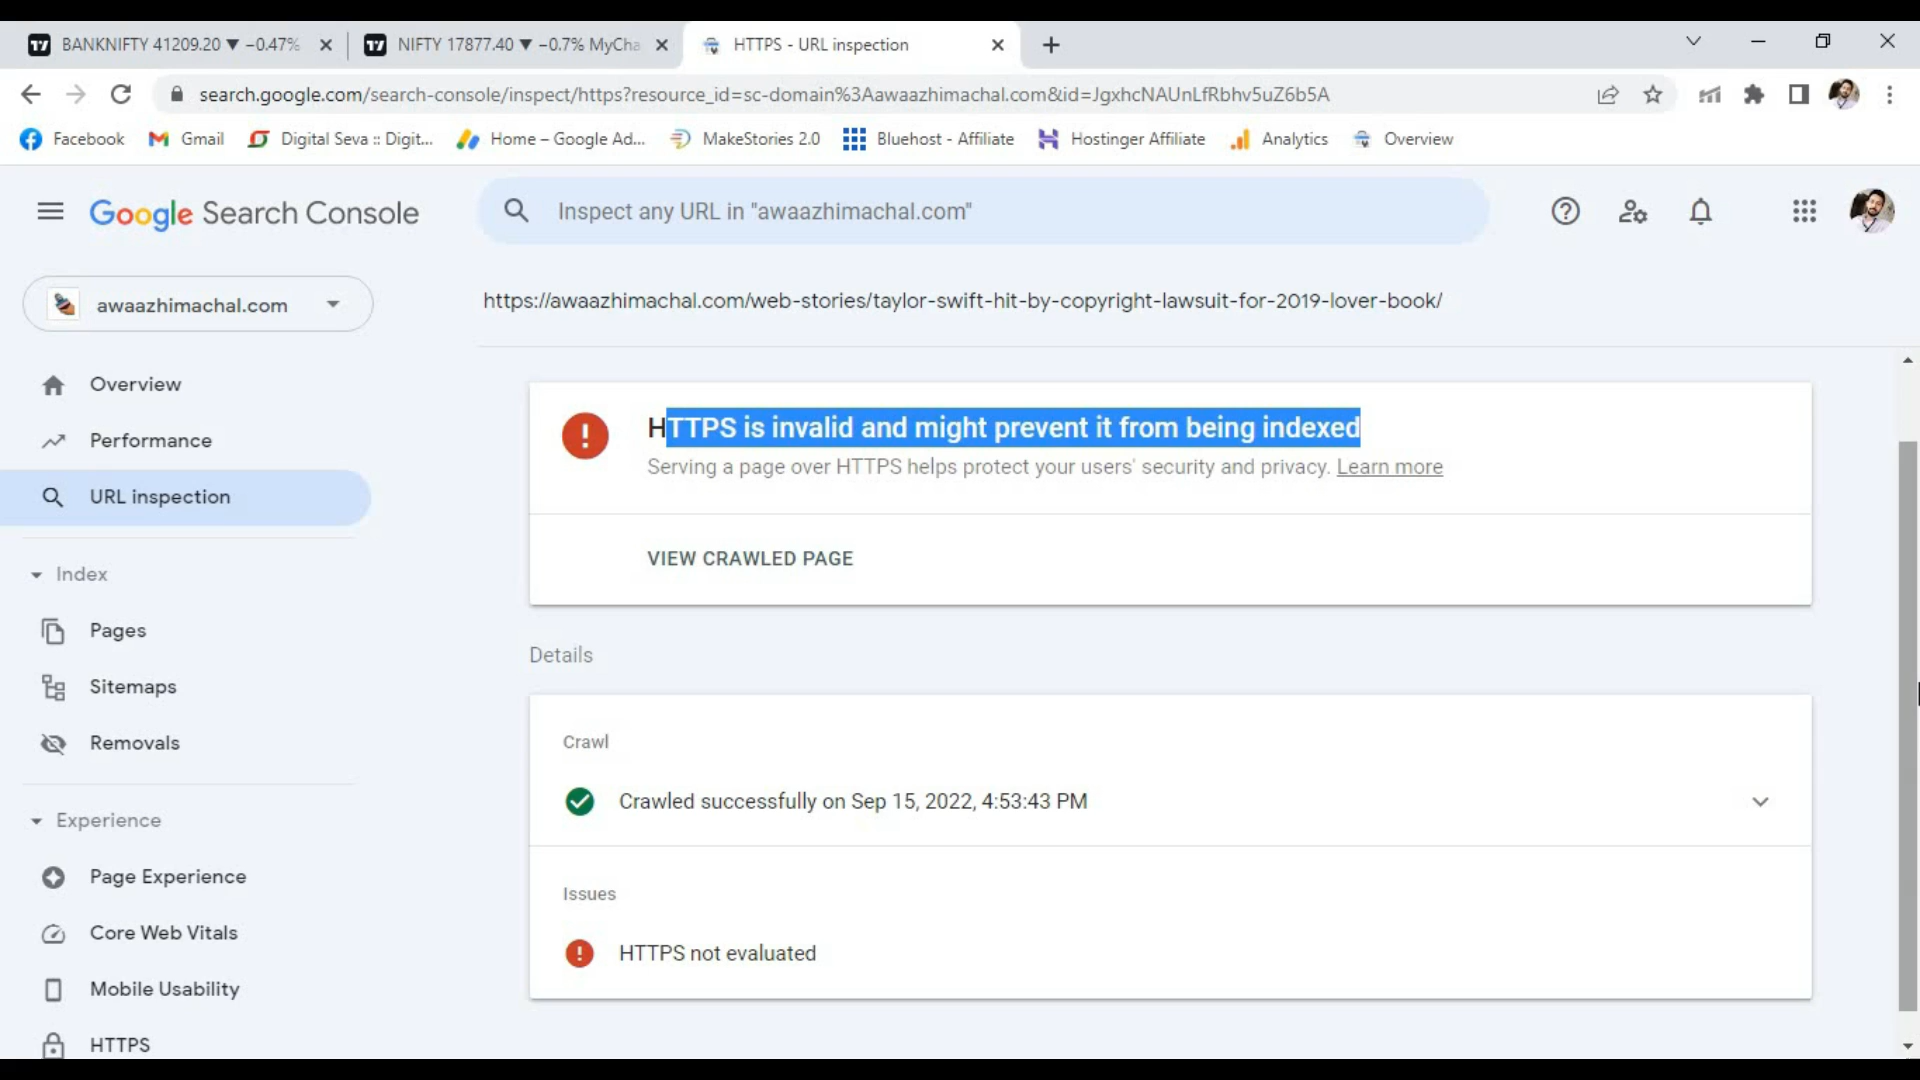 BANKNIFTY 41209.20 ▼ −0.47%
NIFTY 17877.40 ▼ −0.7% MyCha
HTTPS - URL inspection
search.google.com/search-console/inspect/https?resource_id=sc-domain%3Aawaazhimachal.com&id=JgxhcNAUnLfRbhv5uZ6b5A
Facebook
Gmail
Digital Seva :: Digit...
Home – Google Ad...
MakeStories 2.0
Bluehost - Affiliate
Hostinger Affiliate
Analytics
Overview
Google Search Console
Inspect any URL in "awaazhimachal.com"
awaazhimachal.com
https://awaazhimachal.com/web-stories/taylor-swift-hit-by-copyright-lawsuit-for-2019-lover-book/
Overview
Performance
URL inspection
Index
Pages
Sitemaps
Removals
Experience
Page Experience
Core Web Vitals
Mobile Usability
HTTPS
HTTPS is invalid and might prevent it from being indexed
Serving a page over HTTPS helps protect your users' security and privacy. Learn more
VIEW CRAWLED PAGE
Details
Crawl
Crawled successfully on Sep 15, 2022, 4:53:43 PM
Issues
HTTPS not evaluated